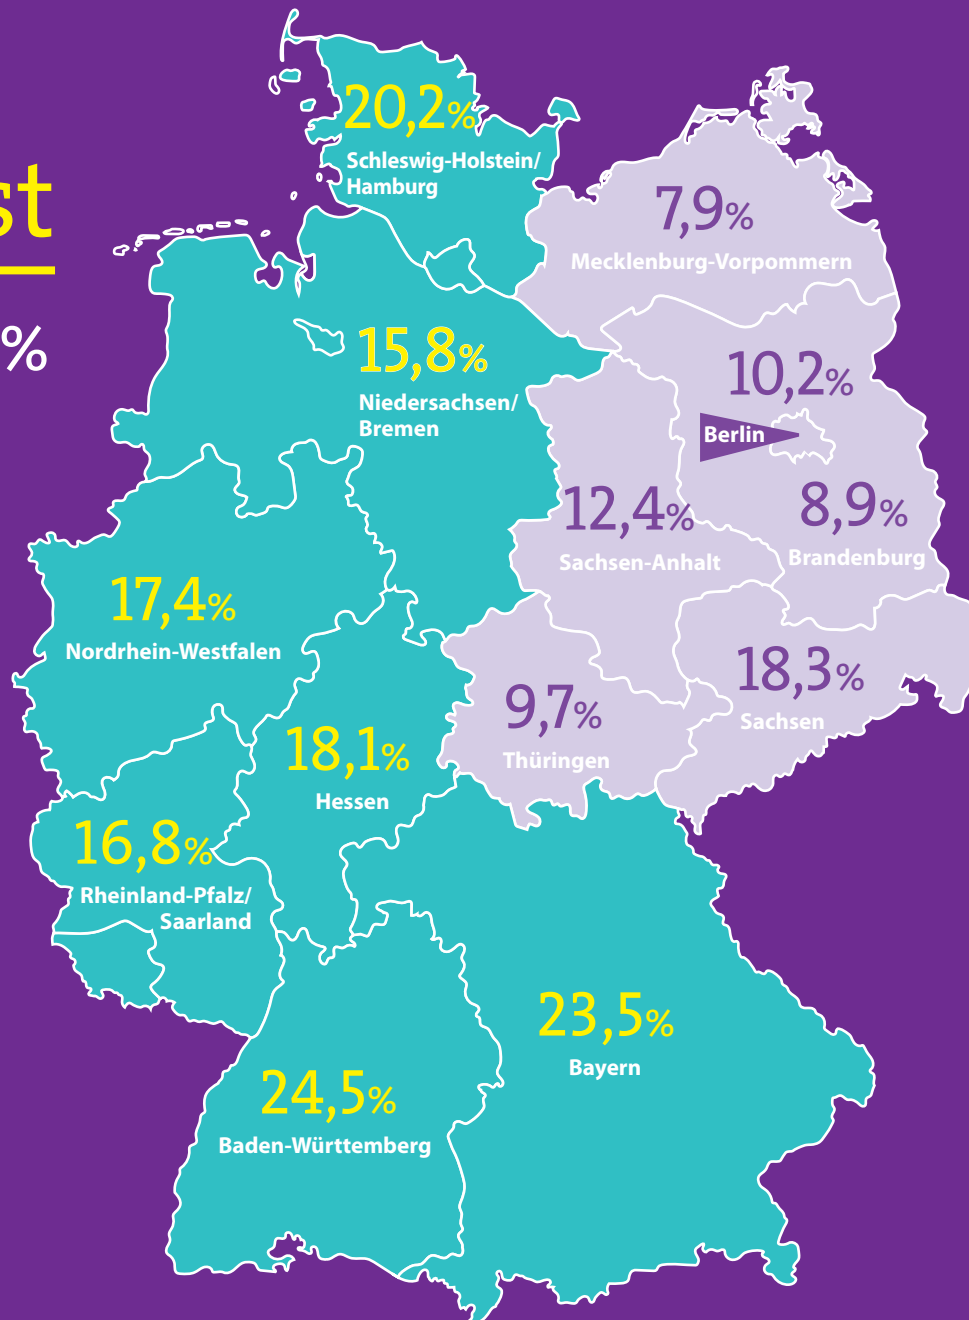 st
%
20,2%
Schleswig-Holstein/
Hamburg
7,9%
Mecklenburg-Vorpommern
15,8%
Niedersachsen/
Bremen
10,2%
Berlin
12,4%
Sachsen-Anhalt
8,9%
Brandenburg
17,4%
Nordrhein-Westfalen
18,3%
Sachsen
9,7%
Thüringen
18,1%
Hessen
16,8%
Rheinland-Pfalz/
Saarland
23,5%
Bayern
24,5%
Baden-Württemberg